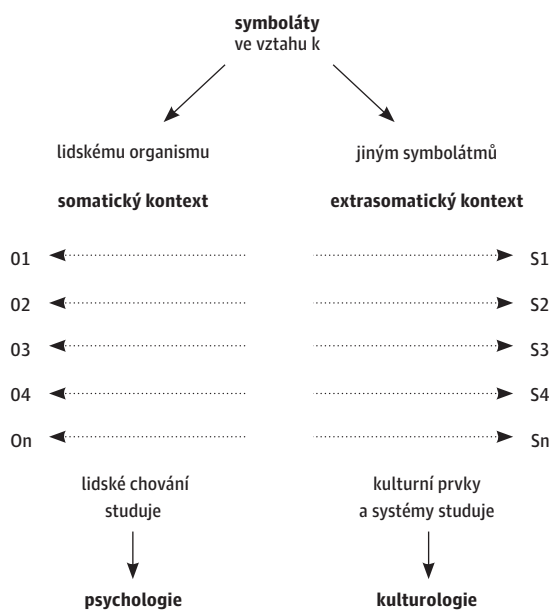 symboláty
ve vztahu k
lidskému organismu
jiným symbolátmů
somatický kontext
extrasomatický kontext
O1
S1
O2
S2
O3
S3
O4
S4
On
Sn
lidské chování
studuje
kulturní prvky
a systémy studuje
psychologie
kulturologie